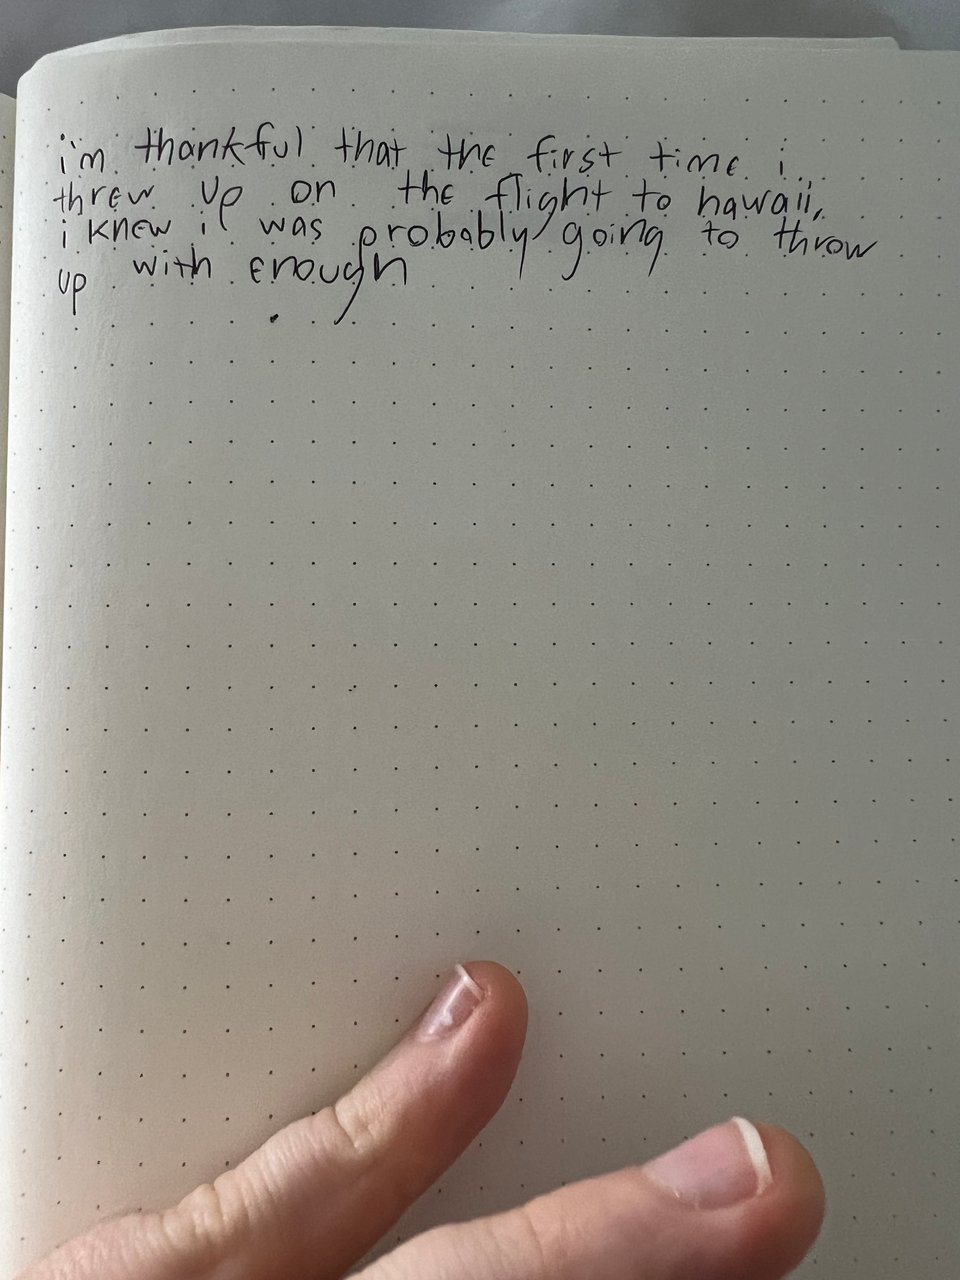 i'm thankful that the first time i
threw up on the flight to hawaii,
i knew i was probably going to throw
up with enough